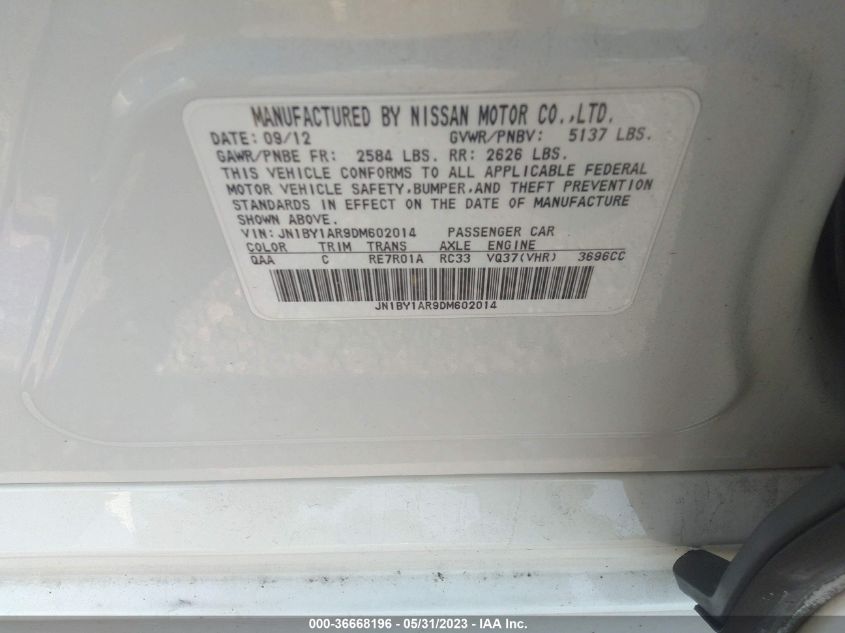 MANUFACTURED BY NISSAN MOTOR CO.,LTD.
DATE: 09/12 GVWR/PNBV: 5137 LBS.
GAWR/PNBE FR: 2584 LBS. RR: 2626 LBS.
THIS VEHICLE CONFORMS TO ALL APPLICABLE FEDERAL
MOTOR VEHICLE SAFETY,BUMPER,AND THEFT PREVENTION
STANDARDS IN EFFECT ON THE DATE OF MANUFACTURE
SHOWN ABOVE.
VIN: JN1BY1AR9DM602014 PASSENGER CAR
COLOR TRIM TRANS AXLE ENGINE
QAA C RE7R01A RC33 VQ37(VHR) 3696CC
JN1BY1AR9DM602014
000-36668196 - 05/31/2023 - IAA Inc.